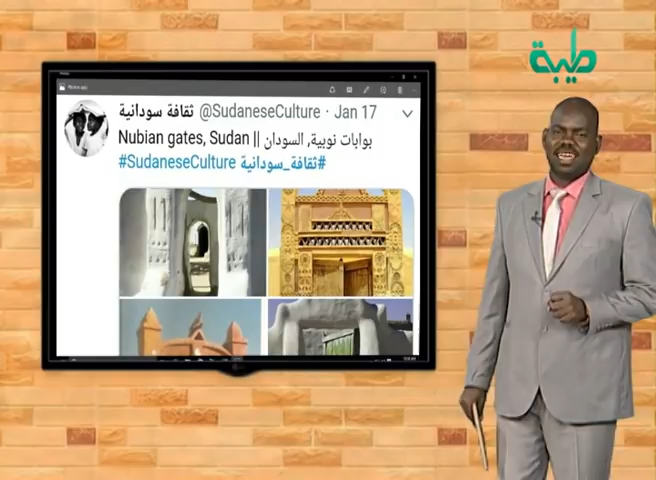 طيبة
ثقافة سودانية @SudaneseCulture · Jan 17
Nubian gates, Sudan || بوابات نوبية, السودان
#SudaneseCulture #ثقافة_سودانية